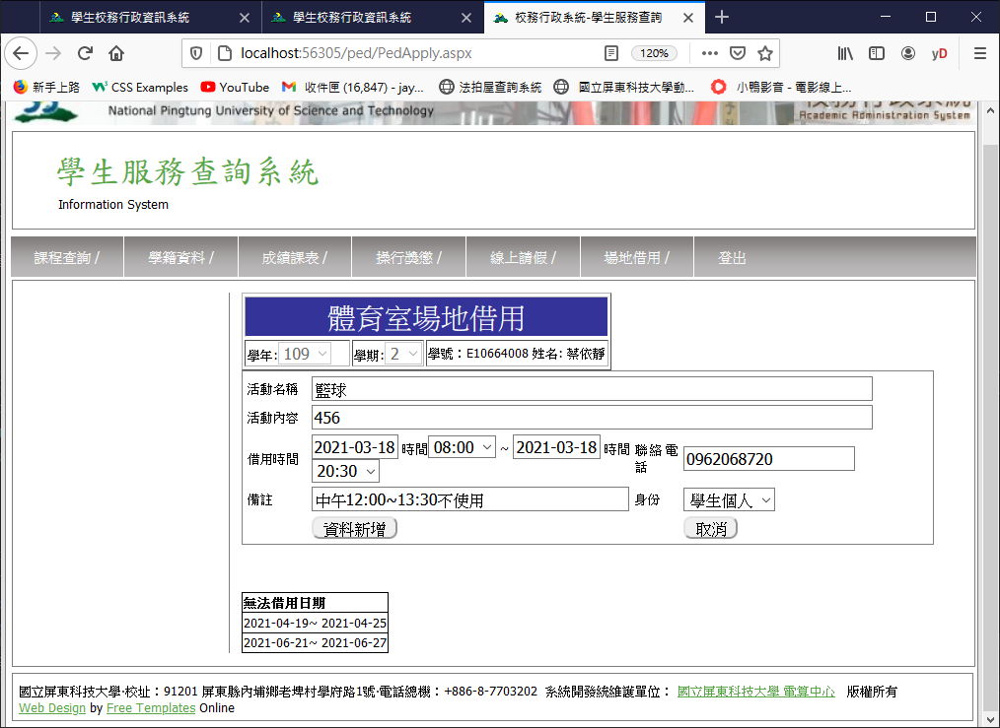 學生校務行政資訊系統
學生校務行政資訊系統
校務行政系統-學生服務查詢
localhost:56305/ped/PedApply.aspx
120%
yD
新手上路
CSS Examples
YouTube
收件匣 (16,847) - jay...
法拍屋查詢系統
國立屏東科技大學動...
小鴨影音 - 電影線上...
National Pingtung University of Science and Technology
Academic Administration System
學生服務查詢系統
Information System
課程查詢 /
學籍資料 /
成績課表 /
操行獎懲 /
線上請假 /
場地借用 /
登出
體育室場地借用
學年: 109 學期: 2 學號：E10664008 姓名: 蔡依靜
活動名稱 籃球
活動內容 456
借用時間 2021-03-18 時間 08:00 ~ 2021-03-18 時間 20:30
聯絡電話 0962068720
備註 中午12:00~13:30不使用 身份 學生個人
資料新增 取消
無法借用日期
2021-04-19~ 2021-04-25
2021-06-21~ 2021-06-27
國立屏東科技大學‧校址：91201 屏東縣內埔鄉老埤村學府路1號‧電話總機：+886-8-7703202 系統開發統維護單位： 國立屏東科技大學 電算中心 版權所有
Web Design by Free Templates Online